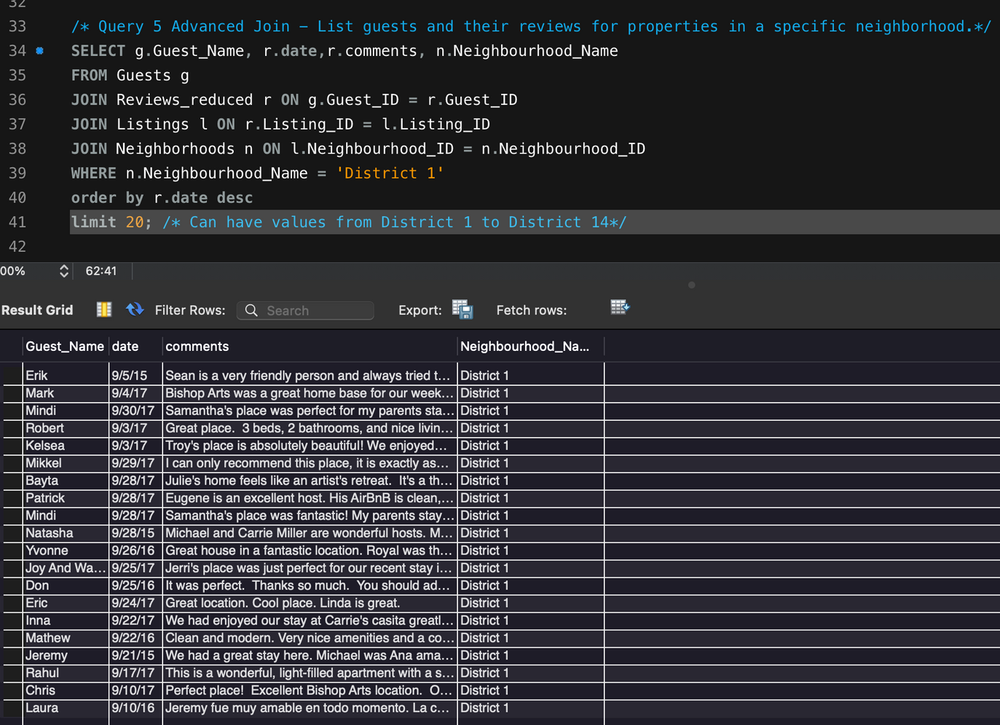 32
33 /* Query 5 Advanced Join – List guests and their reviews for properties in a specific neighborhood.*/
34 SELECT g.Guest_Name, r.date,r.comments, n.Neighbourhood_Name
35 FROM Guests g
36 JOIN Reviews_reduced r ON g.Guest_ID = r.Guest_ID
37 JOIN Listings l ON r.Listing_ID = l.Listing_ID
38 JOIN Neighborhoods n ON l.Neighbourhood_ID = n.Neighbourhood_ID
39 WHERE n.Neighbourhood_Name = 'District 1'
40 order by r.date desc
41 limit 20; /* Can have values from District 1 to District 14*/
42
00% 62:41
Result Grid Filter Rows: Search Export: Fetch rows:
Guest_Name date comments Neighbourhood_Na...
Erik 9/5/15 Sean is a very friendly person and always tried t... District 1
Mark 9/4/17 Bishop Arts was a great home base for our week... District 1
Mindi 9/30/17 Samantha's place was perfect for my parents sta... District 1
Robert 9/3/17 Great place.  3 beds, 2 bathrooms, and nice livin... District 1
Kelsea 9/3/17 Troy's place is absolutely beautiful! We enjoyed... District 1
Mikkel 9/29/17 I can only recommend this place, it is exactly as... District 1
Bayta 9/28/17 Julie's home feels like an artist's retreat.  It's a th... District 1
Patrick 9/28/17 Eugene is an excellent host. His AirBnB is clean,... District 1
Mindi 9/28/17 Samantha's place was fantastic! My parents stay... District 1
Natasha 9/28/15 Michael and Carrie Miller are wonderful hosts. M... District 1
Yvonne 9/26/16 Great house in a fantastic location. Royal was th... District 1
Joy And Wa... 9/25/17 Jerri's place was just perfect for our recent stay i... District 1
Don 9/25/16 It was perfect.  Thanks so much.  You should ad... District 1
Eric 9/24/17 Great location. Cool place. Linda is great. District 1
Inna 9/22/17 We had enjoyed our stay at Carrie's casita greatl... District 1
Mathew 9/22/16 Clean and modern. Very nice amenities and a co... District 1
Jeremy 9/21/15 We had a great stay here. Michael was Ana ama... District 1
Rahul 9/17/17 This is a wonderful, light-filled apartment with a s... District 1
Chris 9/10/17 Perfect place!  Excellent Bishop Arts location.  O... District 1
Laura 9/10/16 Jeremy fue muy amable en todo momento. La c... District 1